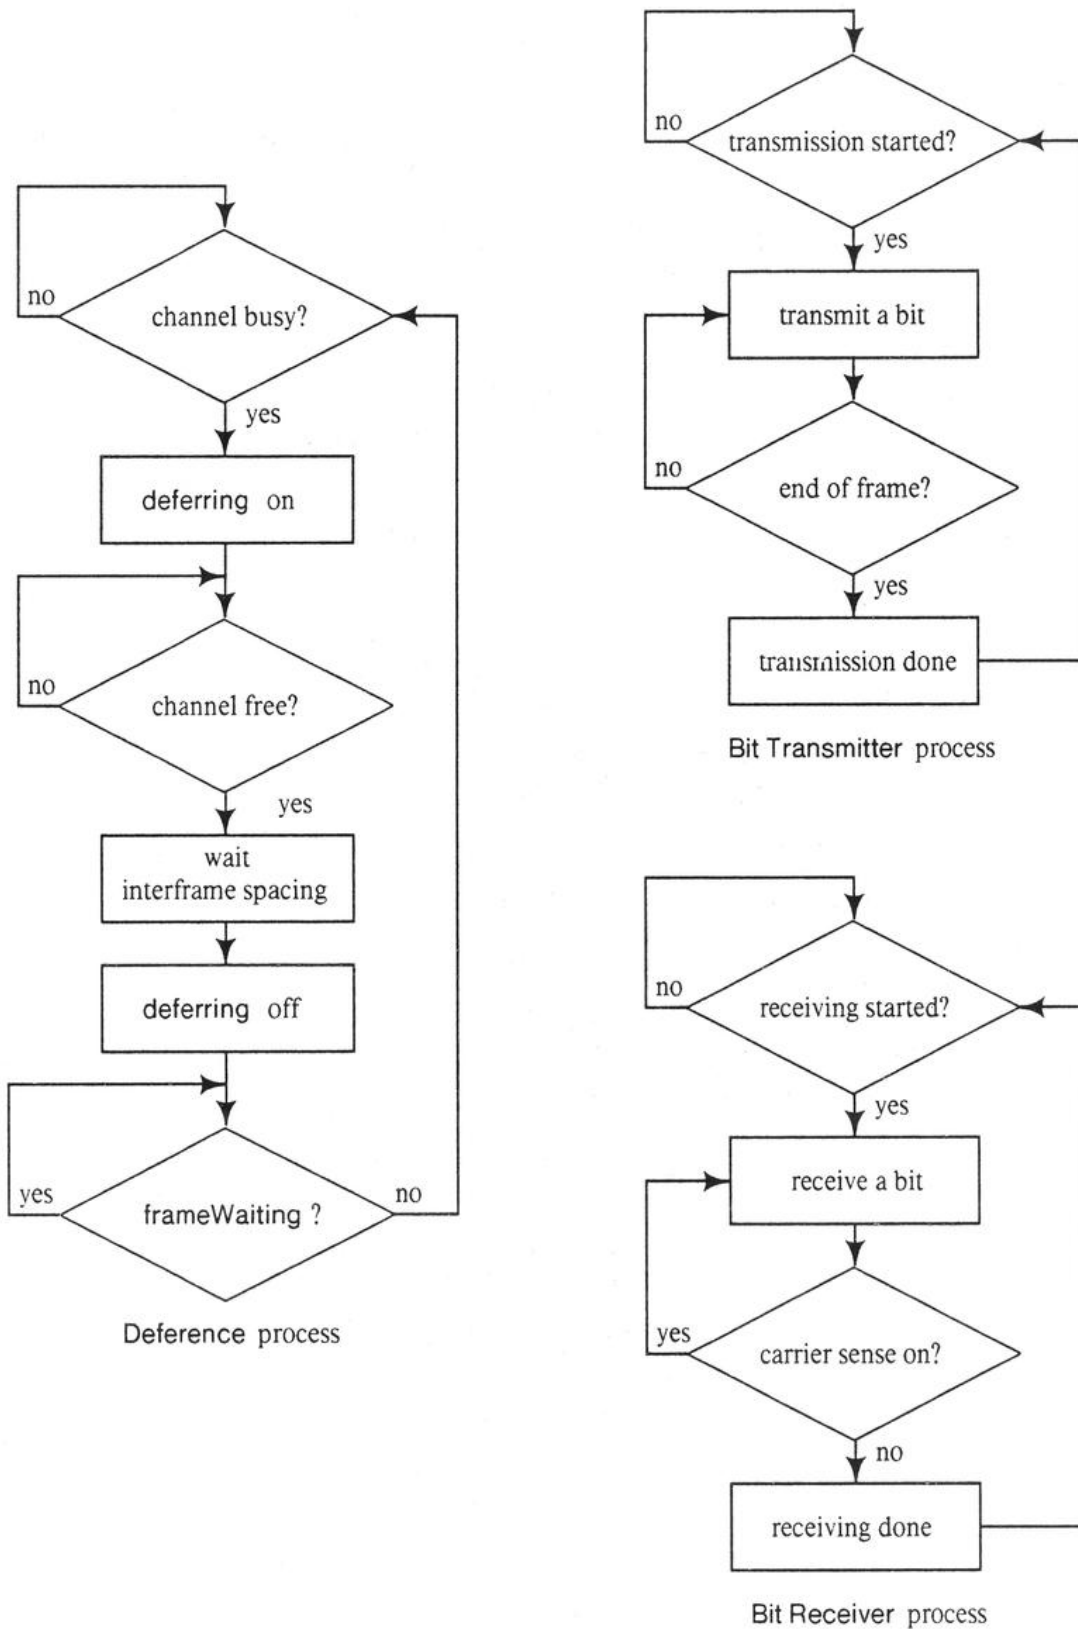 channel busy?
no
yes
deferring on
channel free?
no
yes
wait
interframe spacing
deferring off
frameWaiting ?
yes
no
Deference process
transmission started?
no
yes
transmit a bit
end of frame?
no
yes
transmission done
Bit Transmitter process
receiving started?
no
yes
receive a bit
carrier sense on?
yes
no
receiving done
Bit Receiver process